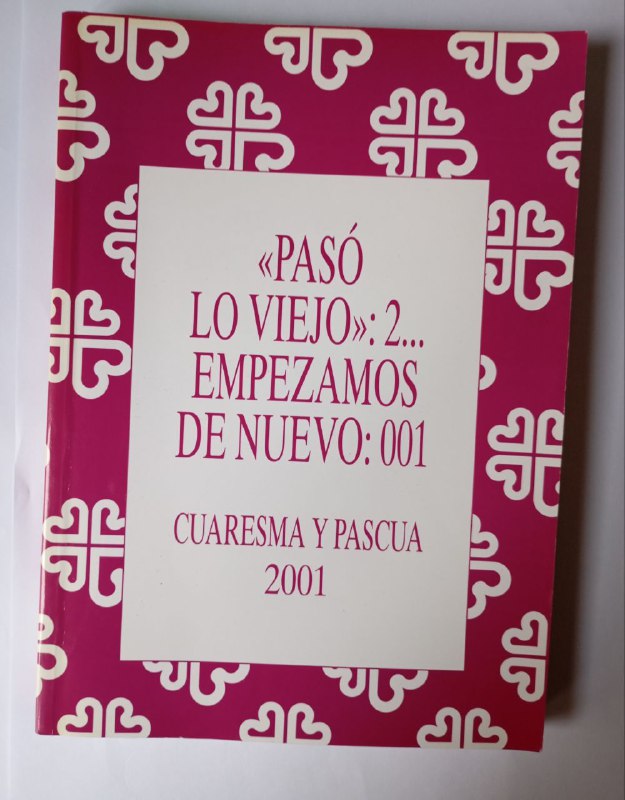 «PASÓ
LO VIEJO»: 2...
EMPEZAMOS
DE NUEVO: 001
CUARESMA Y PASCUA
2001